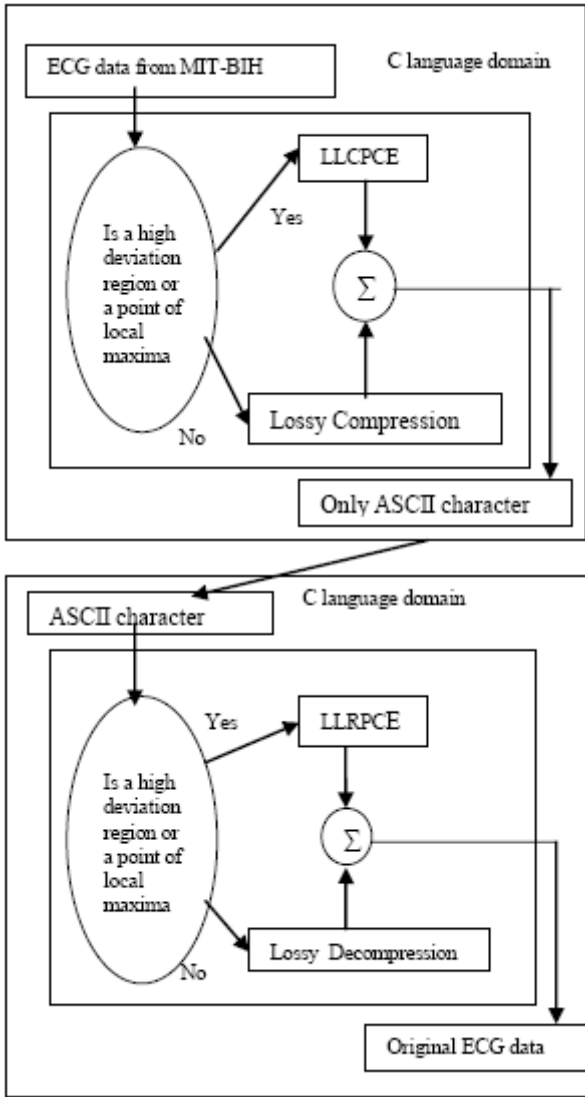 ECG data from MIT-BIH
C language domain
LLCPCE
Yes
Is a high
deviation
region or
a point of
local
maxima
∑
No
Lossy Compression
Only ASCII character
C language domain
ASCII character
Yes
LLRPCE
Is a high
deviation
region or
a point of
local
maxima
∑
No
Lossy Decompression
Original ECG data